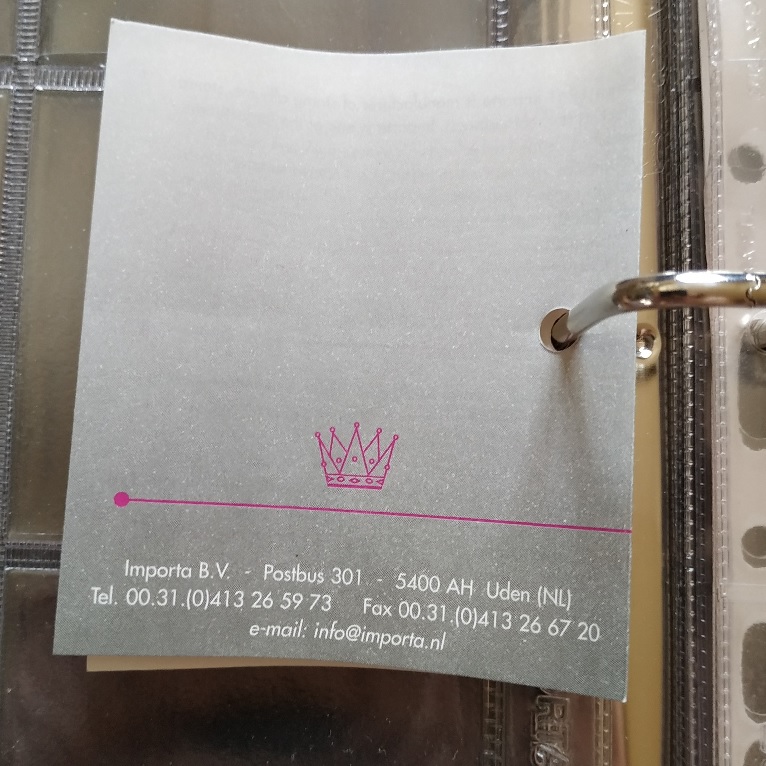 Importa B.V. - Postbus 301 - 5400 AH Uden (NL)
Tel. 00.31.(0)413 26 59 73 Fax 00.31.(0)413 26 67 20
e-mail: info@importa.nl